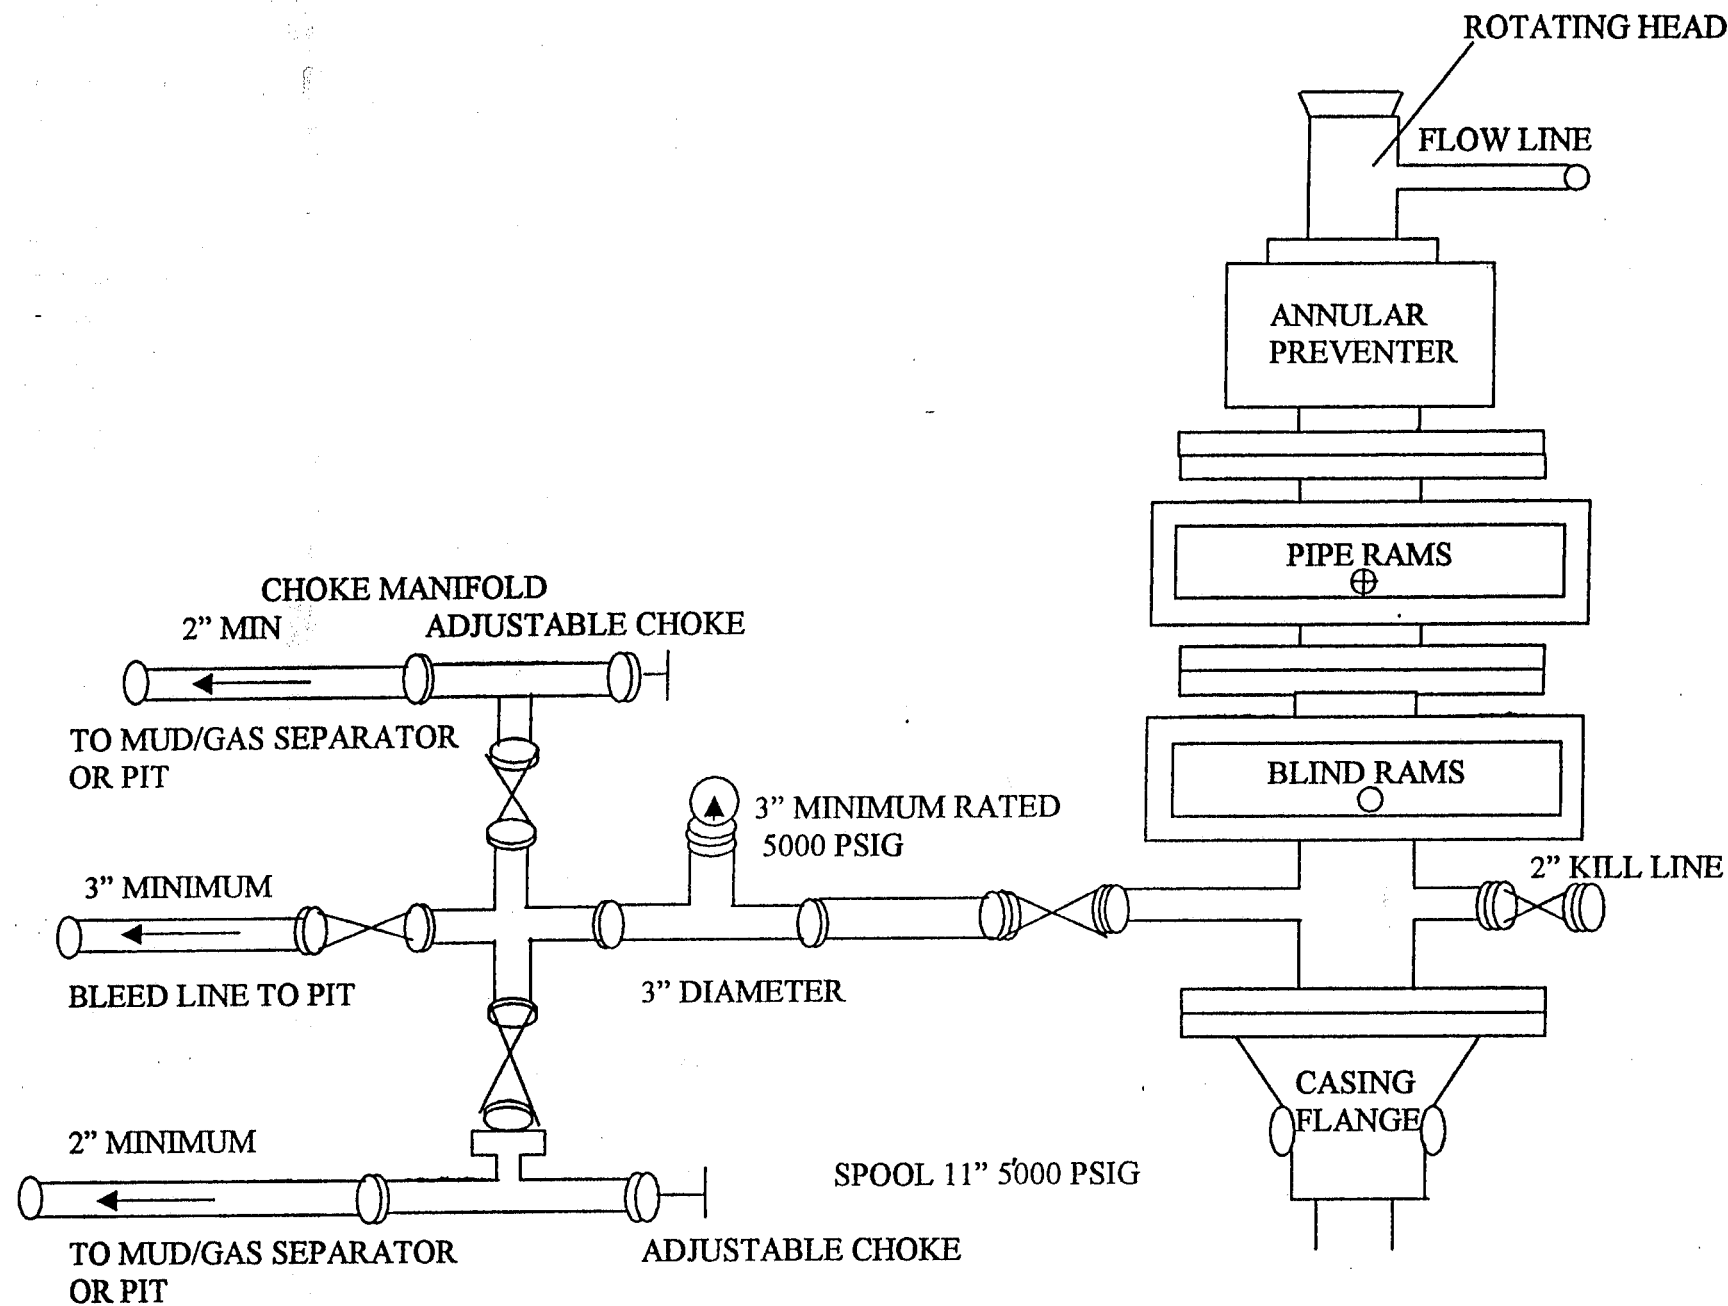 ROTATING HEAD
FLOW LINE
ANNULAR
PREVENTER
PIPE RAMS
CHOKE MANIFOLD
2” MIN
ADJUSTABLE CHOKE
TO MUD/GAS SEPARATOR
OR PIT
BLIND RAMS
3” MINIMUM RATED
5000 PSIG
2” KILL LINE
3” MINIMUM
BLEED LINE TO PIT
3” DIAMETER
CASING
FLANGE
2” MINIMUM
SPOOL 11” 5000 PSIG
TO MUD/GAS SEPARATOR
OR PIT
ADJUSTABLE CHOKE